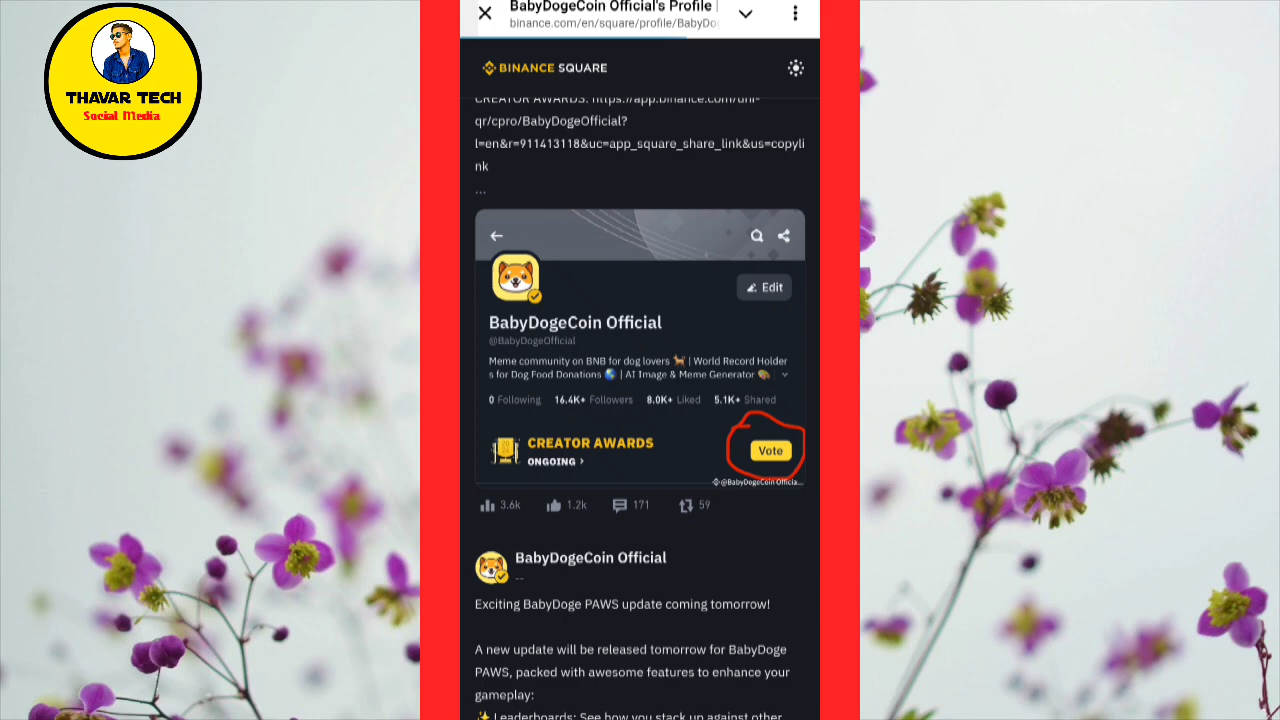 THAVAR TECH
Social Media
BabyDogeCoin Official's Profile |
binance.com/en/square/profile/BabyDo
BINANCE SQUARE
CREATOR AWARDS: https://app.binance.com/uni-
qr/cpro/BabyDogeOfficial?
l=en&r=911413118&uc=app_square_share_link&us=copyli
nk
...
Edit
BabyDogeCoin Official
@BabyDogeOfficial
Meme community on BNB for dog lovers 🐕 | World Record Holder
s for Dog Food Donations 🌎 | AI Image & Meme Generator 🎨
0 Following 16.4K+ Followers 8.0K+ Liked 5.1K+ Shared
CREATOR AWARDS
ONGOING >
Vote
@BabyDogeCoin Officia...
3.6k 1.2k 171 59
BabyDogeCoin Official
--
Exciting BabyDoge PAWS update coming tomorrow!
A new update will be released tomorrow for BabyDoge
PAWS, packed with awesome features to enhance your
gameplay:
✨ Leaderboards: See how you stack up against other